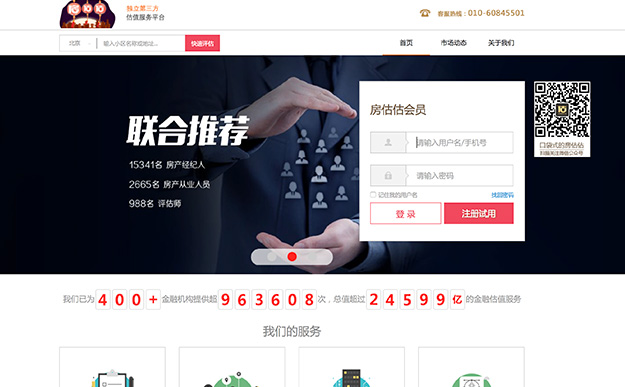 独立第三方
估值服务平台
客服热线：010-60845501
北京 输入小区名称或地址... 快速评估
首页 市场动态 关于我们
联合推荐
15341名 房产经纪人
2665名 房产从业人员
988名 评估师
房估估会员
请输入用户名/手机号
请输入密码
记住我的用户名 找回密码
登 录 注册试用
口袋式的房估估
扫描关注微信公众号
我们已为400+金融机构提供超963608次，总值超过24599亿的金融估值服务
我们的服务